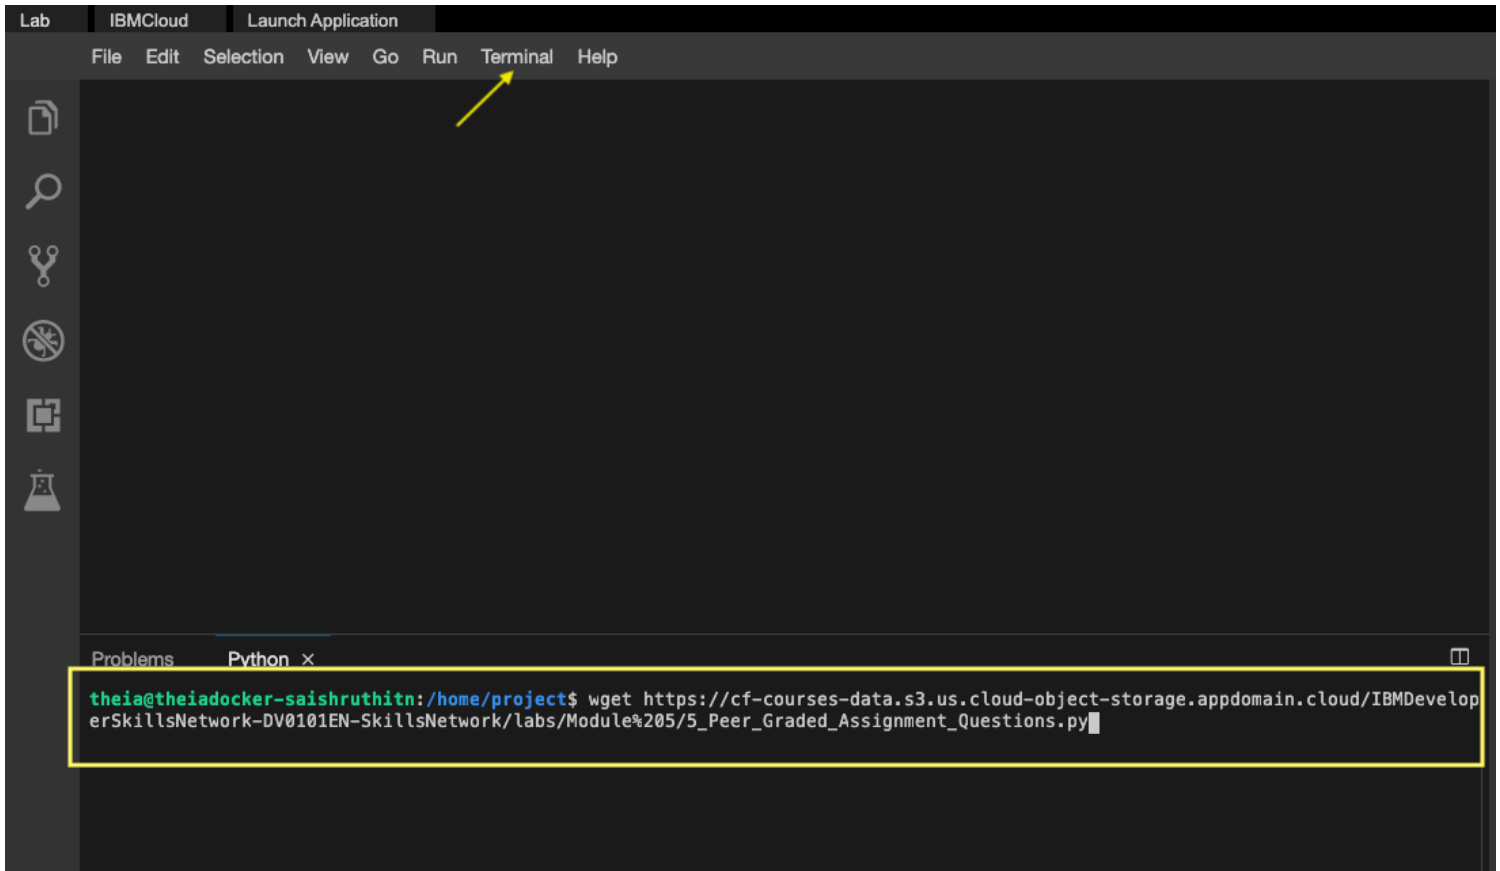 Lab IBMCloud Launch Application
File Edit Selection View Go Run Terminal Help
Problems Python ×
theia@theiadocker-saishruthitn:/home/project$ wget https://cf-courses-data.s3.us.cloud-object-storage.appdomain.cloud/IBMDevelop
erSkillsNetwork-DV0101EN-SkillsNetwork/labs/Module%205/5_Peer_Graded_Assignment_Questions.py